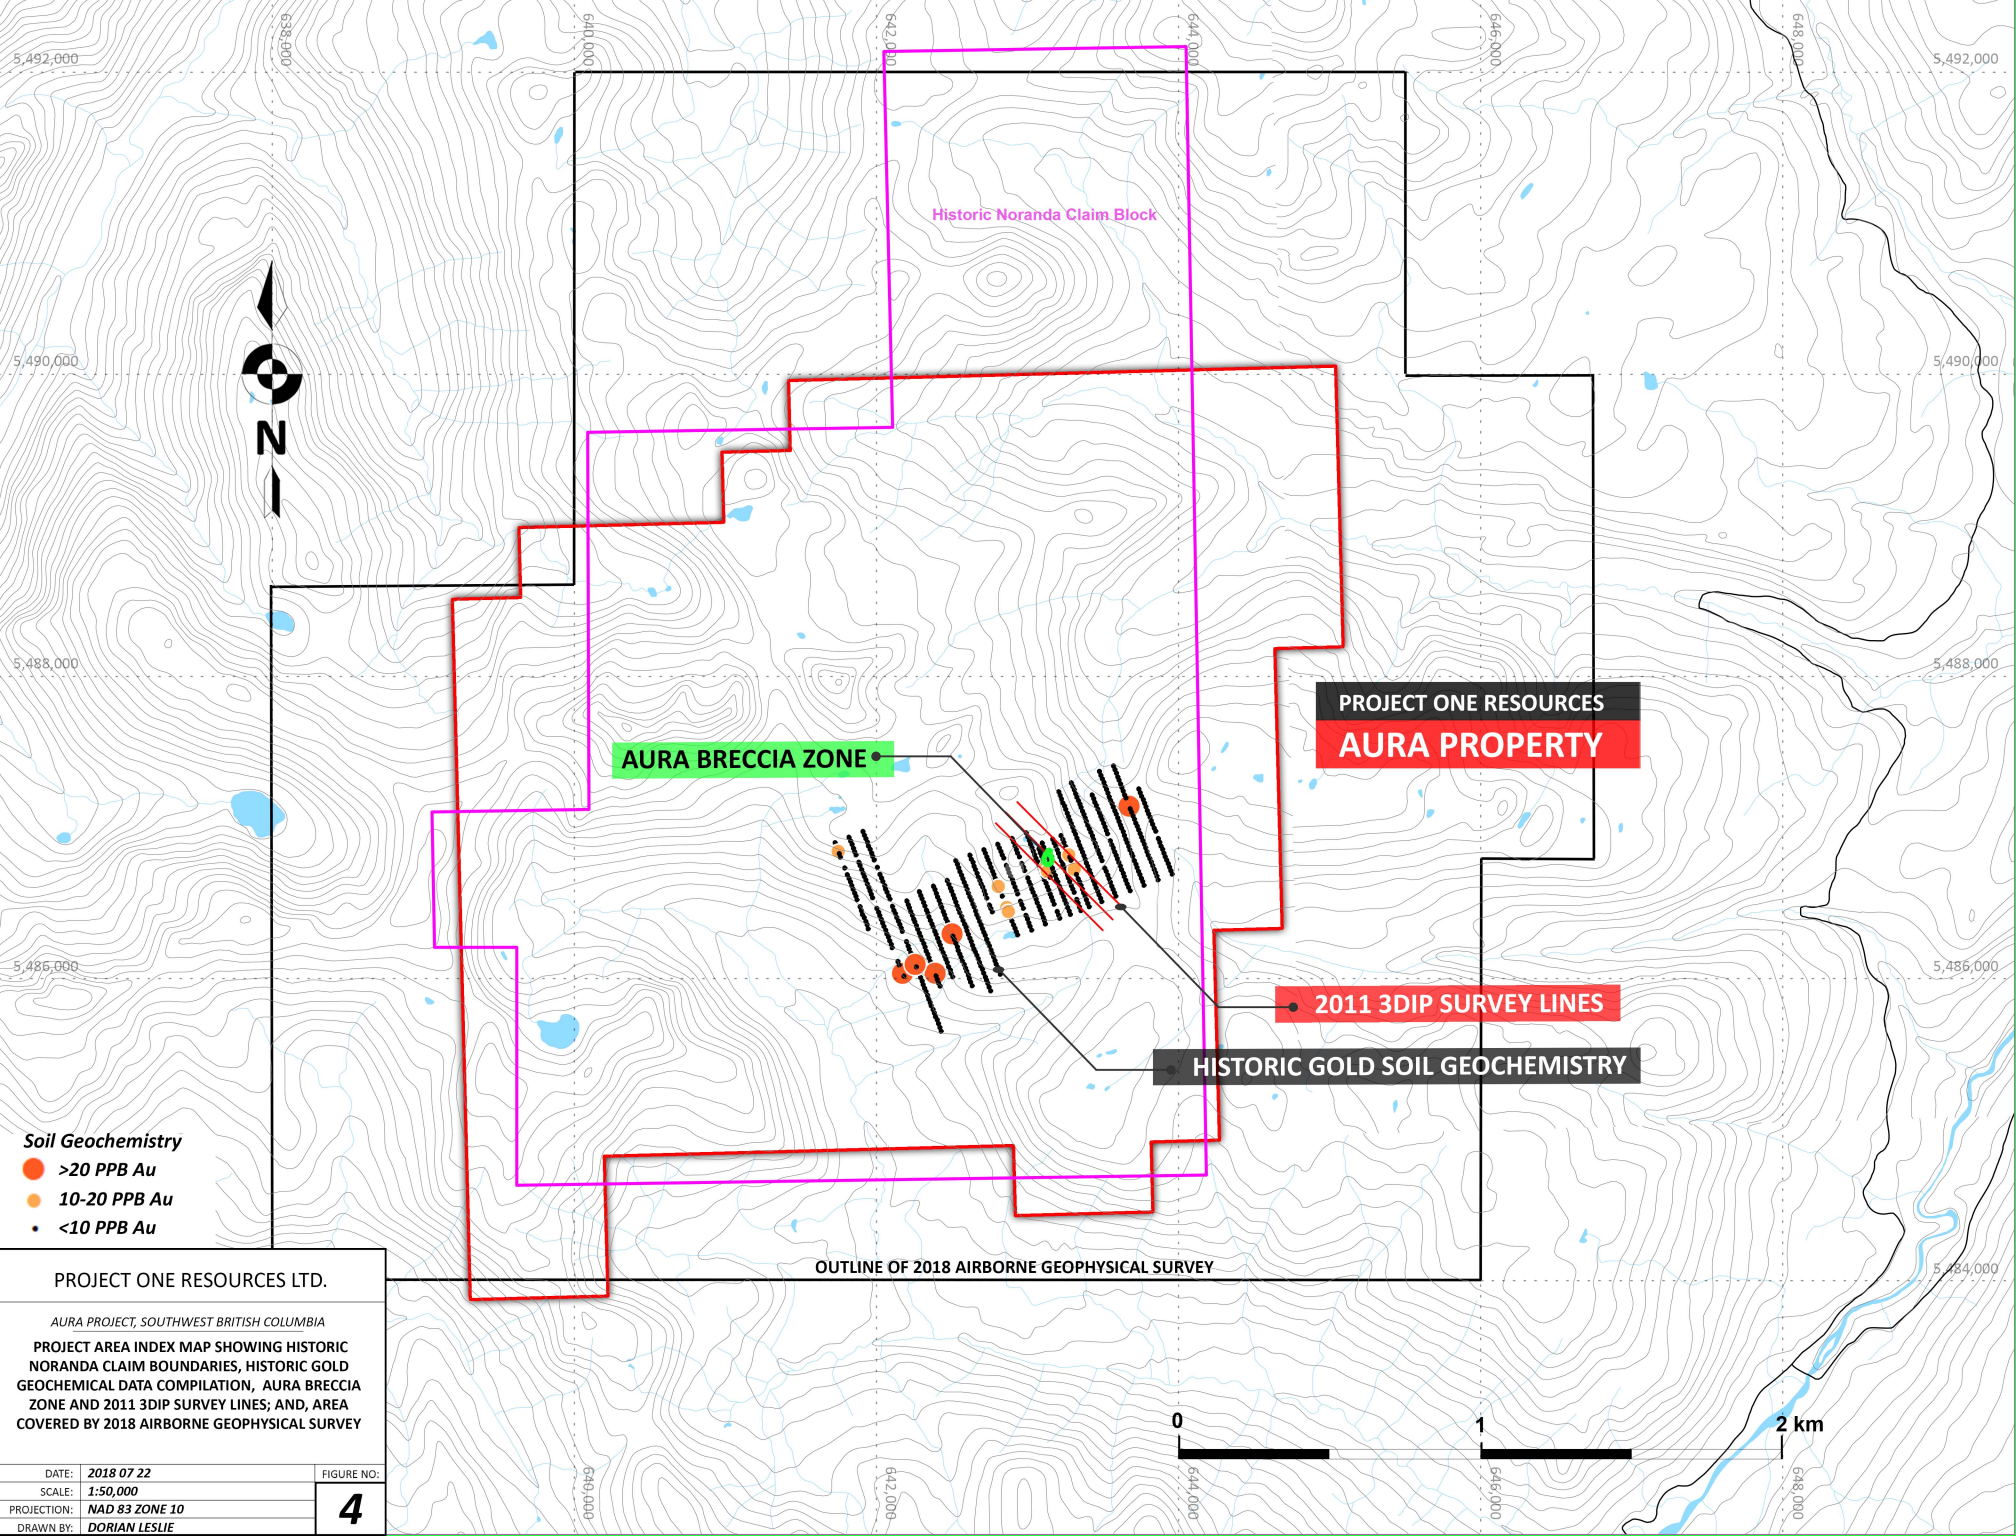 638,000
640,000
642,000
644,000
646,000
648,000
5,492,000
5,492,000
Historic Noranda Claim Block
5,490,000
5,490,000
N
5,488,000
5,488,000
PROJECT ONE RESOURCES
AURA PROPERTY
AURA BRECCIA ZONE
5,486,000
5,486,000
2011 3DIP SURVEY LINES
HISTORIC GOLD SOIL GEOCHEMISTRY
Soil Geochemistry
>20 PPB Au
10-20 PPB Au
<10 PPB Au
OUTLINE OF 2018 AIRBORNE GEOPHYSICAL SURVEY
5,484,000
PROJECT ONE RESOURCES LTD.
AURA PROJECT, SOUTHWEST BRITISH COLUMBIA
PROJECT AREA INDEX MAP SHOWING HISTORIC
NORANDA CLAIM BOUNDARIES, HISTORIC GOLD
GEOCHEMICAL DATA COMPILATION, AURA BRECCIA
ZONE AND 2011 3DIP SURVEY LINES; AND, AREA
COVERED BY 2018 AIRBORNE GEOPHYSICAL SURVEY
0 1 2 km
DATE: 2018 07 22
SCALE: 1:50,000
PROJECTION: NAD 83 ZONE 10
DRAWN BY: DORIAN LESLIE
FIGURE NO:
4
640,000
642,000
644,000
646,000
648,000